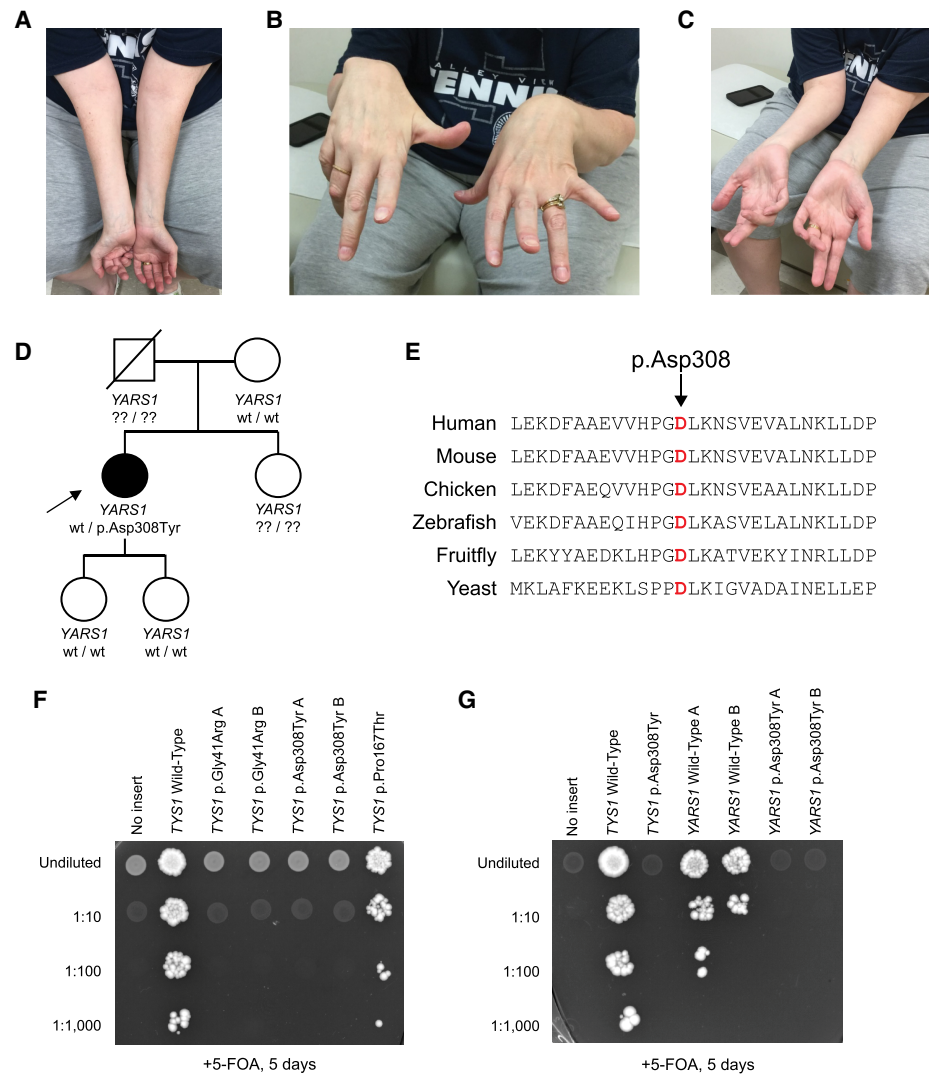 A
B
C
ALLEY VIEW
TENNI
D
YARS1
?? / ??
YARS1
wt / wt
YARS1
wt / p.Asp308Tyr
YARS1
?? / ??
YARS1
wt / wt
YARS1
wt / wt
E
p.Asp308
Human LEKDFAAEVVHPGDLKNSVEVALNKLLDP
Mouse LEKDFAAEVVHPGDLKNSVEVALNKLLDP
Chicken LEKDFAEQVVHPGDLKNSVEAALNKLLDP
Zebrafish VEKDFAAEQIHPGDLKASVELALNKLLDP
Fruitfly LEKYYAEDKLHPGDLKATVEKYINRLLDP
Yeast MKLAFKEEKLSPPDLKIGVADAINELLEP
F
No insert
TYS1 Wild-Type
TYS1 p.Gly41Arg A
TYS1 p.Gly41Arg B
TYS1 p.Asp308Tyr A
TYS1 p.Asp308Tyr B
TYS1 p.Pro167Thr
Undiluted
1:10
1:100
1:1,000
+5-FOA, 5 days
G
No insert
TYS1 Wild-Type
TYS1 p.Asp308Tyr
YARS1 Wild-Type A
YARS1 Wild-Type B
YARS1 p.Asp308Tyr A
YARS1 p.Asp308Tyr B
Undiluted
1:10
1:100
1:1,000
+5-FOA, 5 days